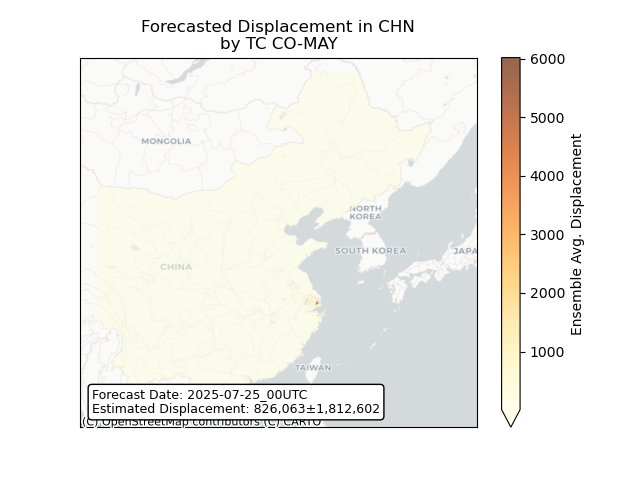 Forecasted Displacement in CHN
by TC CO-MAY
MONGOLIA
NORTH
KOREA
SOUTH KOREA
JAPA
CHINA
TAIWAN
Forecast Date: 2025-07-25_00UTC
Estimated Displacement: 826,063±1,812,602
(C) OpenStreetMap contributors (C) CARTO
6000
5000
4000
3000
2000
1000
Ensemble Avg. Displacement